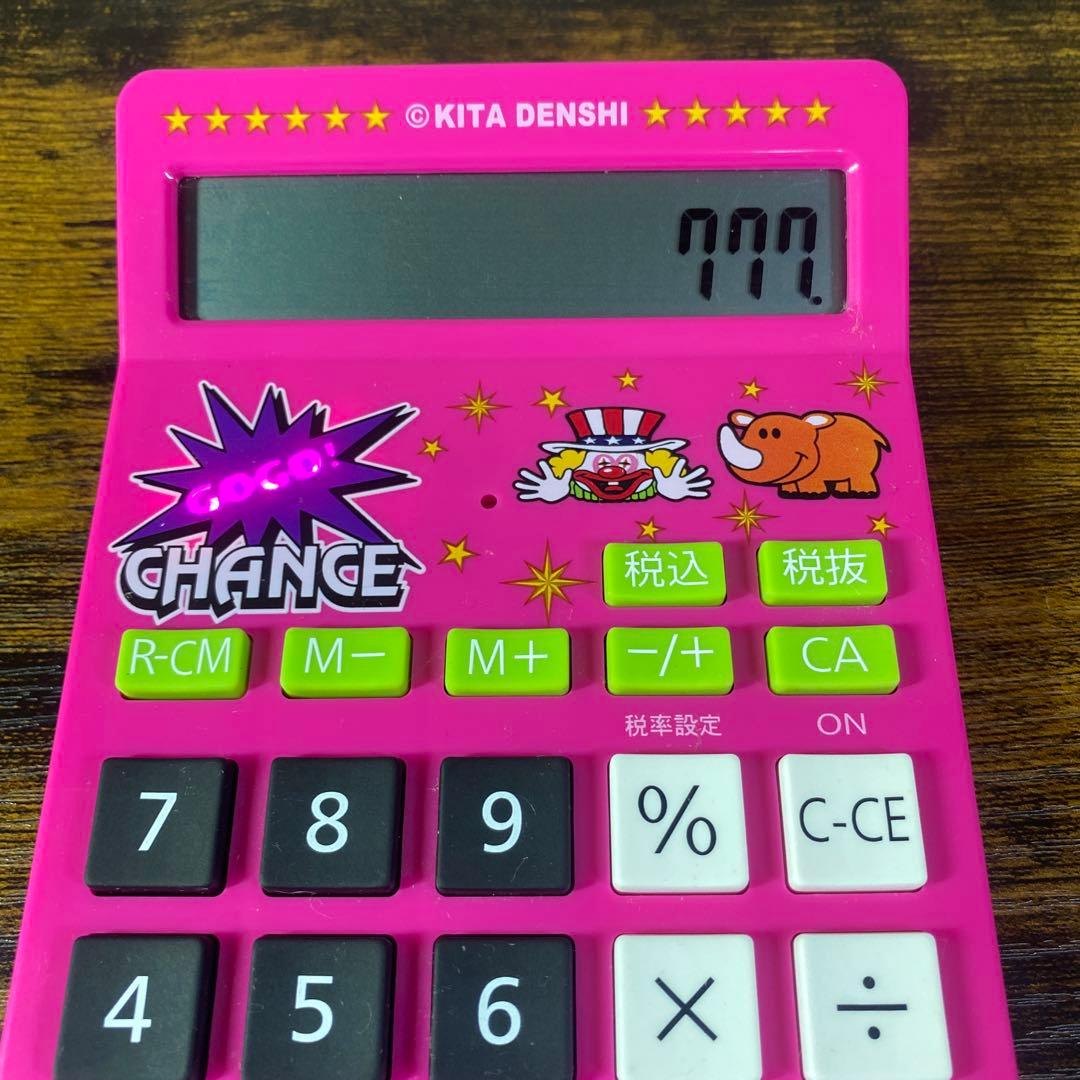 © KITA DENSHI
777.
GOGO!
CHANCE
税込 税抜
R-CM M− M+ −/+ CA
税率設定 ON
7 8 9 % C-CE
4 5 6 × ÷